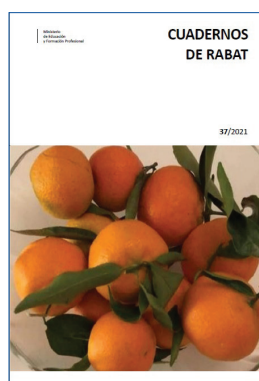 Ministerio
de Educación
y Formación Profesional
CUADERNOS
DE RABAT
37/2021